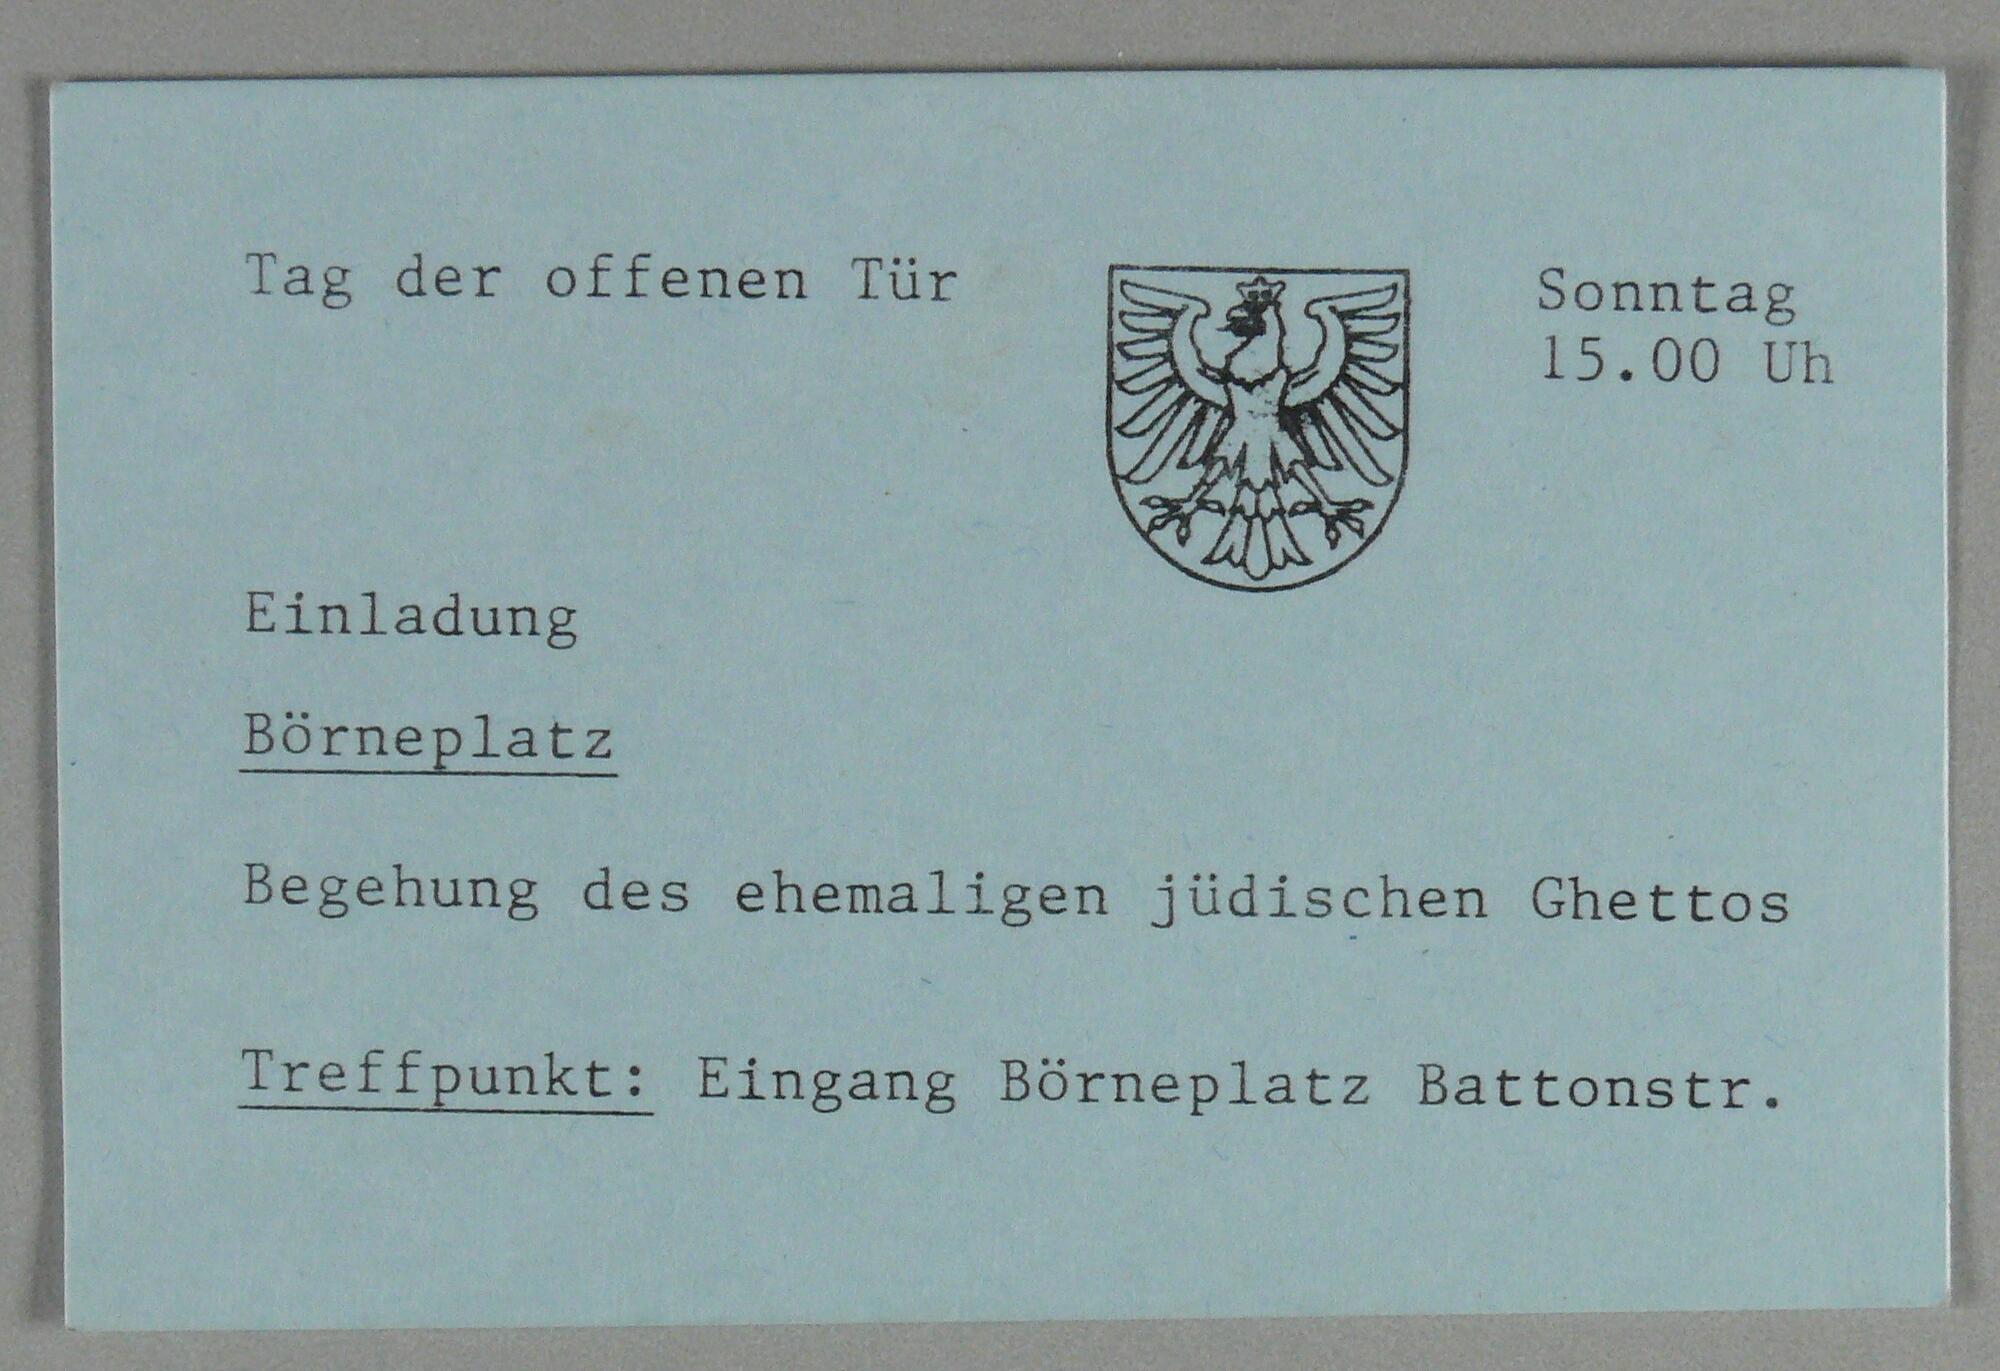 Tag der offenen Tür
Sonntag
15.00 Uh
Einladung
Börneplatz
Begehung des ehemaligen jüdischen Ghettos
Treffpunkt: Eingang Börneplatz Battonstr.